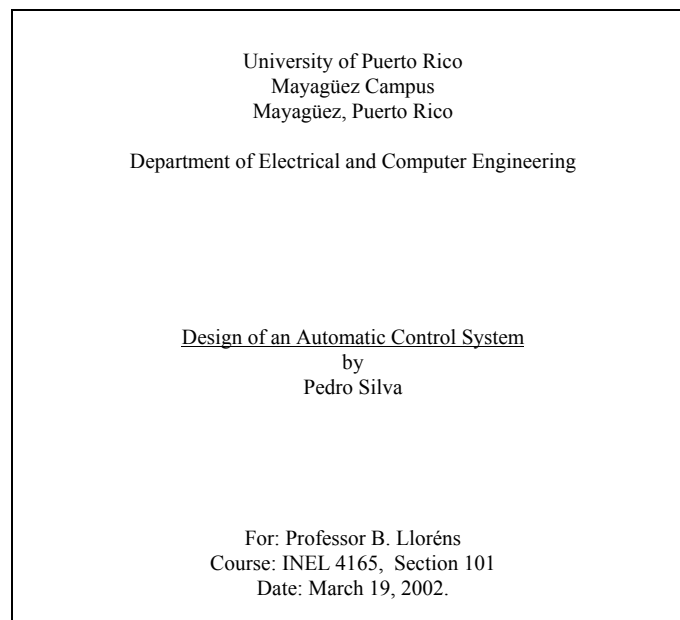 University of Puerto Rico
Mayagüez Campus
Mayagüez, Puerto Rico
Department of Electrical and Computer Engineering
Design of an Automatic Control System
by
Pedro Silva
For: Professor B. Lloréns
Course: INEL 4165,  Section 101
Date: March 19, 2002.